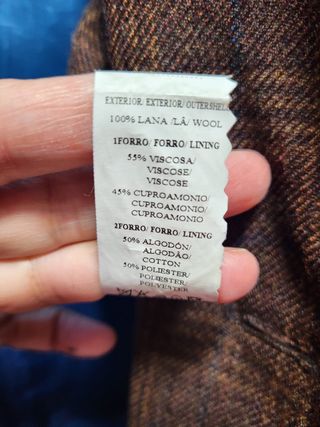 EXTERIOR/ EXTERIOR/ OUTERSHELL
100% LANA /LÃ/ WOOL
1FORRO/ FORRO/ LINING
55% VISCOSA/
VISCOSE/
VISCOSE
45% CUPROAMONIO/
CUPROAMONIO/
CUPROAMONIO
2FORRO/ FORRO/ LINING
50% ALGODÓN/
ALGODÃO/
COTTON
50% POLIESTER/
POLIESTER/
POLYESTER